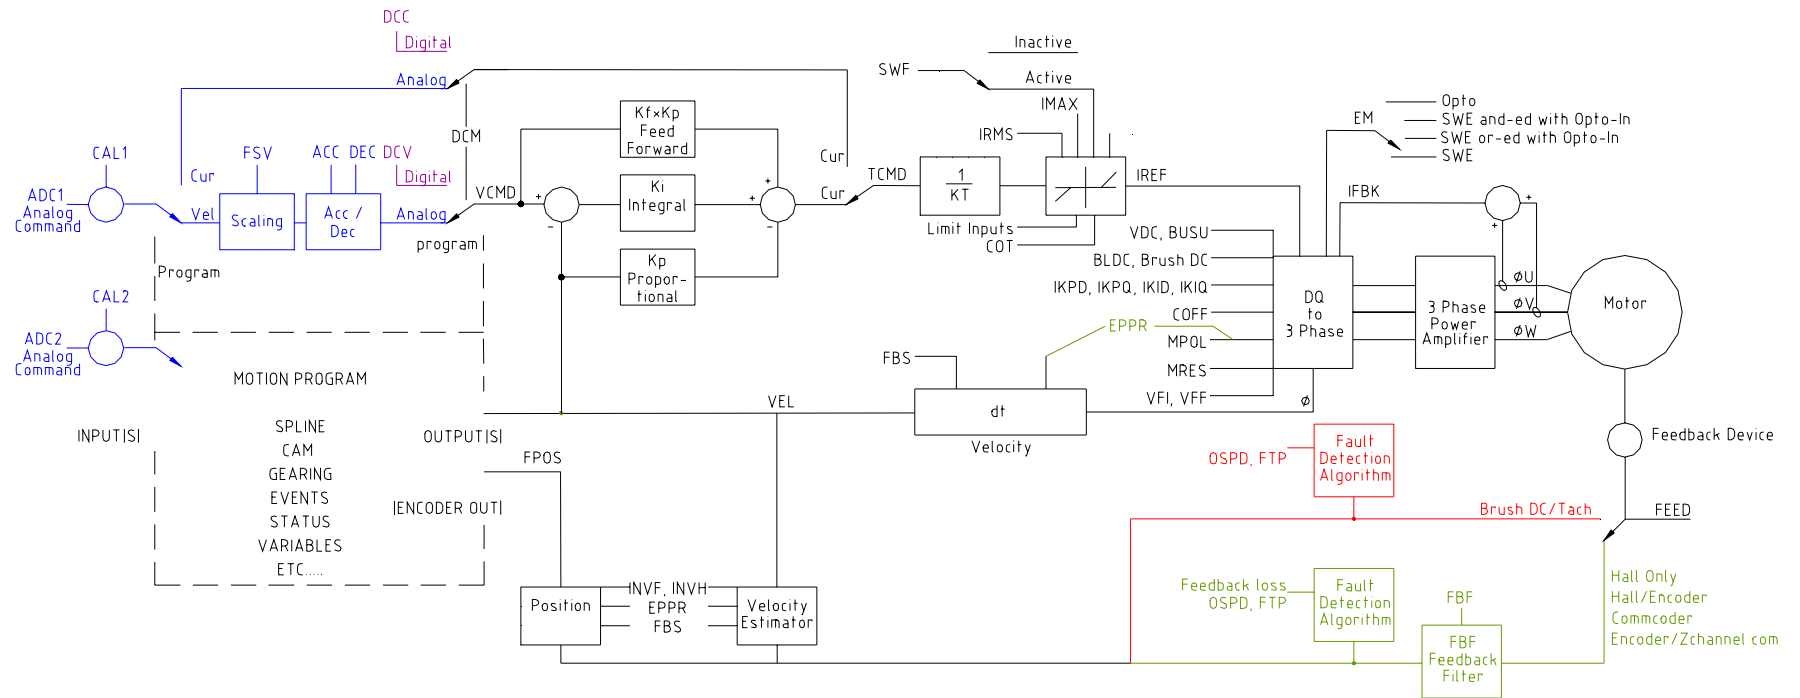 DCC
Digital
Analog
DCM
CAL1
FSV
ACC DEC
DCV
Digital
Cur
ADC1
Analog
Command
Vel
Scaling
Acc /
Dec
Analog
VCMD
program|
Program
CAL2
ADC2
Analog
Command
MOTION PROGRAM
SPLINE
CAM
GEARING
EVENTS
STATUS
VARIABLES
ETC.....
INPUT|S|
OUTPUT|S|
|ENCODER OUT|
Kf×Kp
Feed
Forward
+
-
Ki
Integral
Kp
Propor-
tional
+
+
-
Cur
Cur
TCMD
1
KT
SWF
Inactive
Active
IMAX
IRMS
Limit Inputs
COT
IREF
EM
Opto
SWE and-ed with Opto-In
SWE or-ed with Opto-In
SWE
IFBK
+
+
VDC, BUSU
BLDC, Brush DC
IKPD, IKPQ, IKID, IKIQ
COFF
MPOL
MRES
VFI, VFF
EPPR
DQ
to
3 Phase
3 Phase
Power
Amplifier
ØU
ØV
ØW
Motor
FBS
dt
Velocity
Ø
VEL
FPOS
Feedback Device
FEED
OSPD, FTP
Fault
Detection
Algorithm
Brush DC/Tach
Position
INVF, INVH
EPPR
FBS
Velocity
Estimator
Feedback loss
OSPD, FTP
Fault
Detection
Algorithm
FBF
FBF
Feedback
Filter
Hall Only
Hall/Encoder
Commcoder
Encoder/Zchannel com